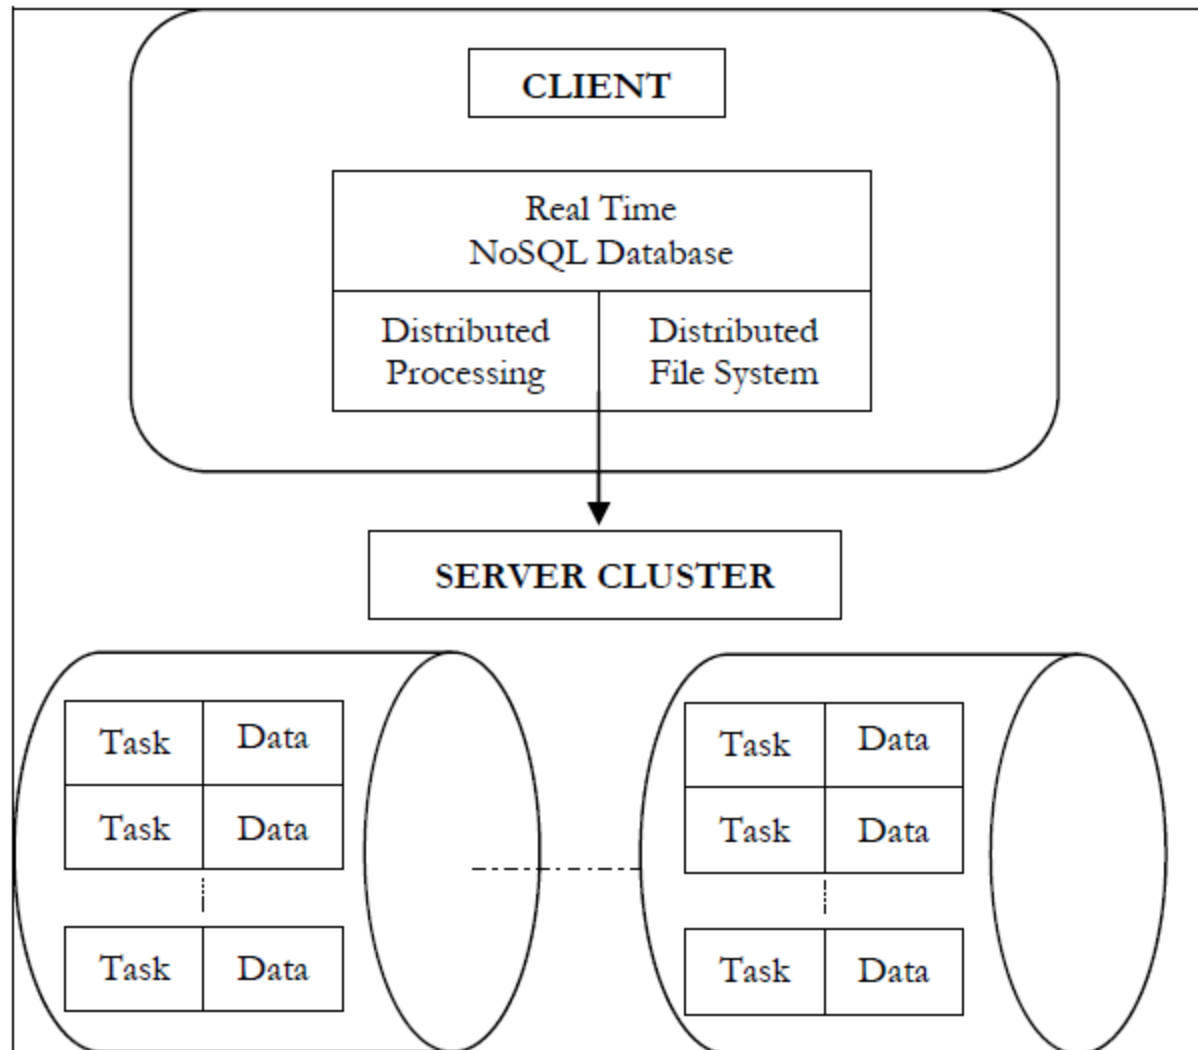 CLIENT
Real Time
NoSQL Database
Distributed
Processing
Distributed
File System
SERVER CLUSTER
Task Data
Task Data
Task Data
Task Data
Task Data
Task Data